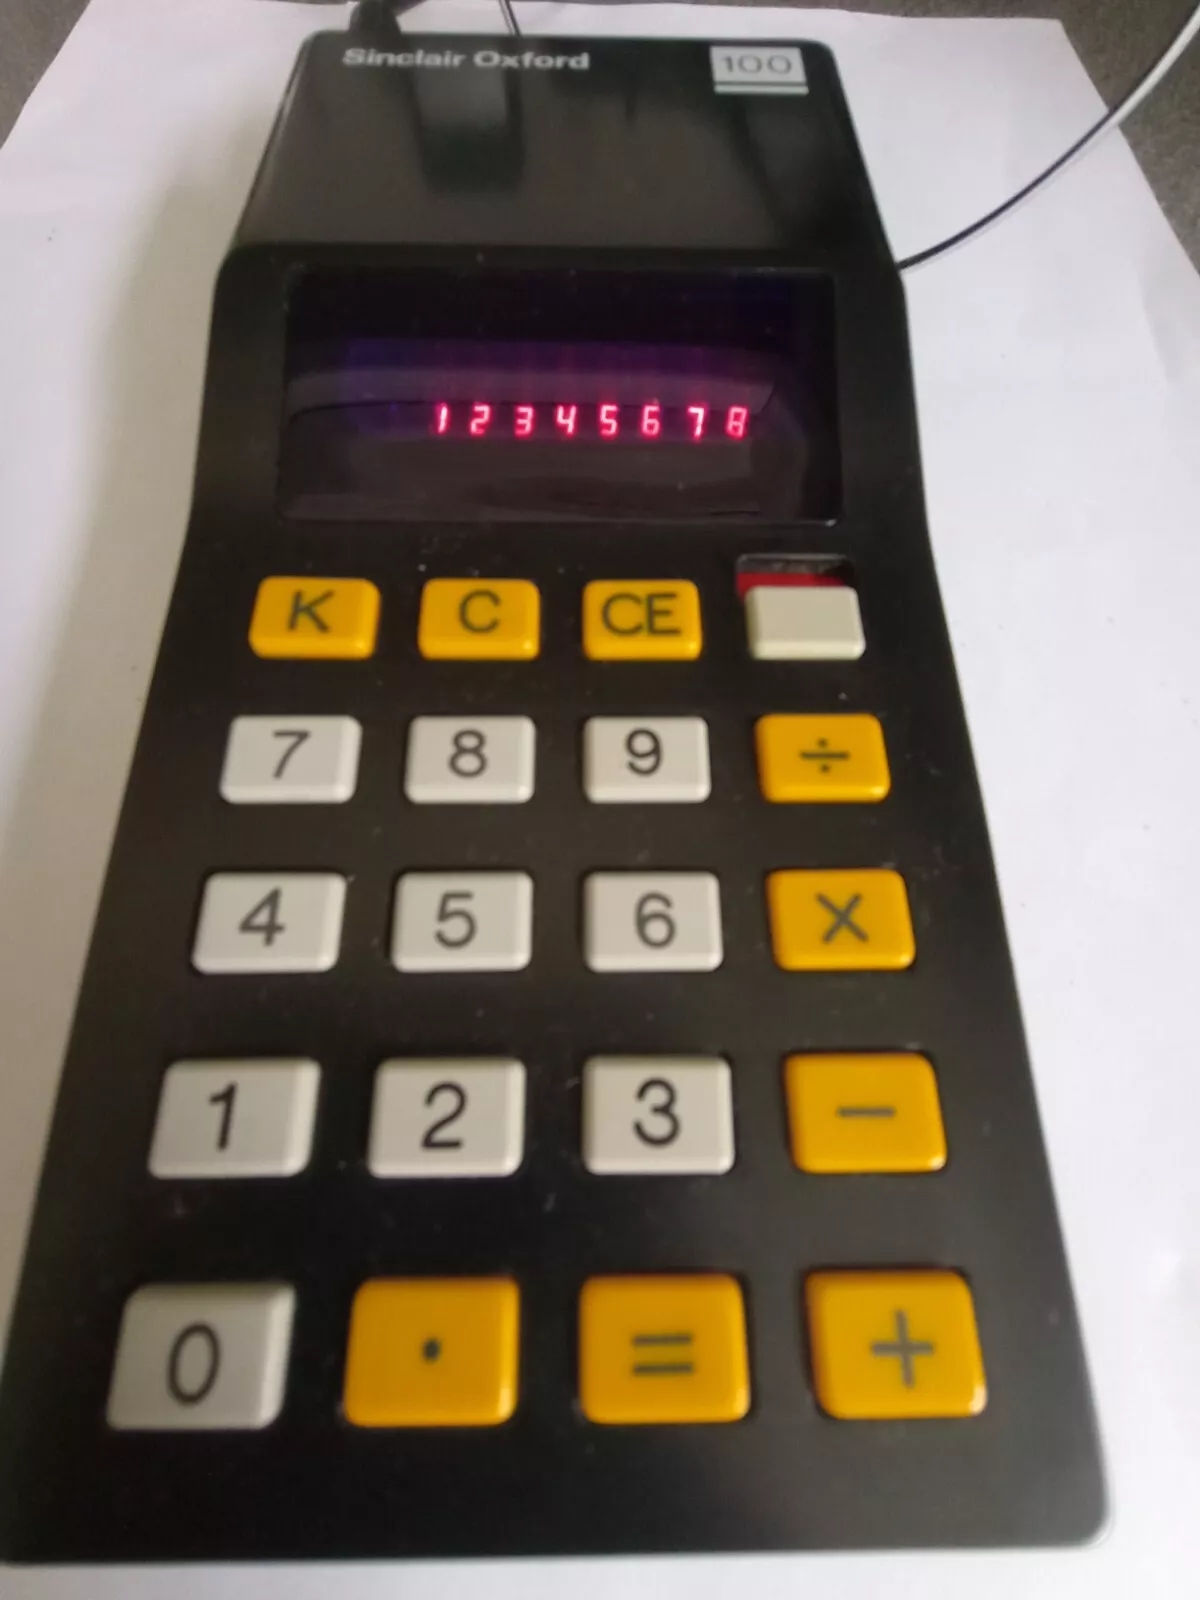 Sinclair Oxford 100
12345678
K C CE
7 8 9 ÷
4 5 6 X
1 2 3 −
0 . = +